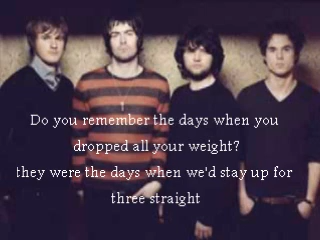 Do you remember the days when you
dropped all your weight?
they were the days when we'd stay up for
three straight